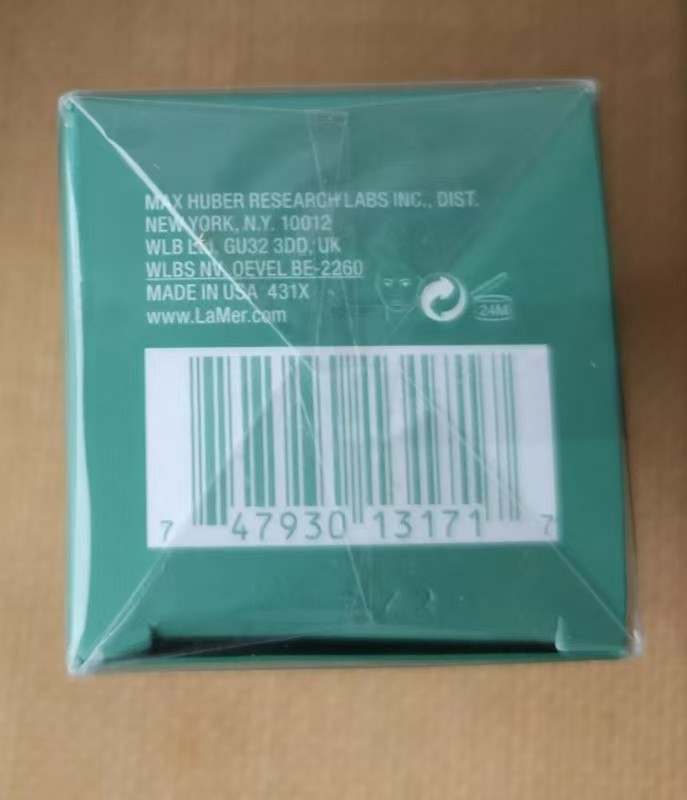 MAX HUBER RESEARCH LABS INC., DIST.
NEW YORK, N.Y. 10012
WLB LTD. GU32 3DD, UK
WLBS NV. OEVEL BE-2260
MADE IN USA 431X
www.LaMer.com
24M
7 47930 13171 7